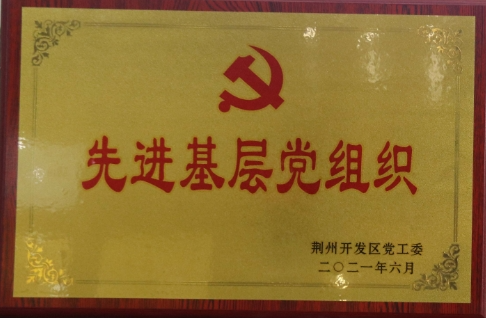 先进基层党组织
荆州开发区党工委
二〇二一年六月